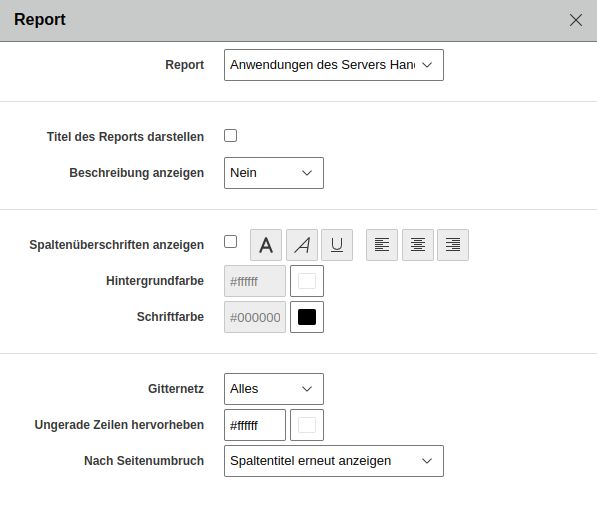 Report
Report Anwendungen des Servers Han
Titel des Reports darstellen
Beschreibung anzeigen Nein
Spaltenüberschriften anzeigen A A U
Hintergrundfarbe #ffffff
Schriftfarbe #000000
Gitternetz Alles
Ungerade Zeilen hervorheben #ffffff
Nach Seitenumbruch Spaltentitel erneut anzeigen